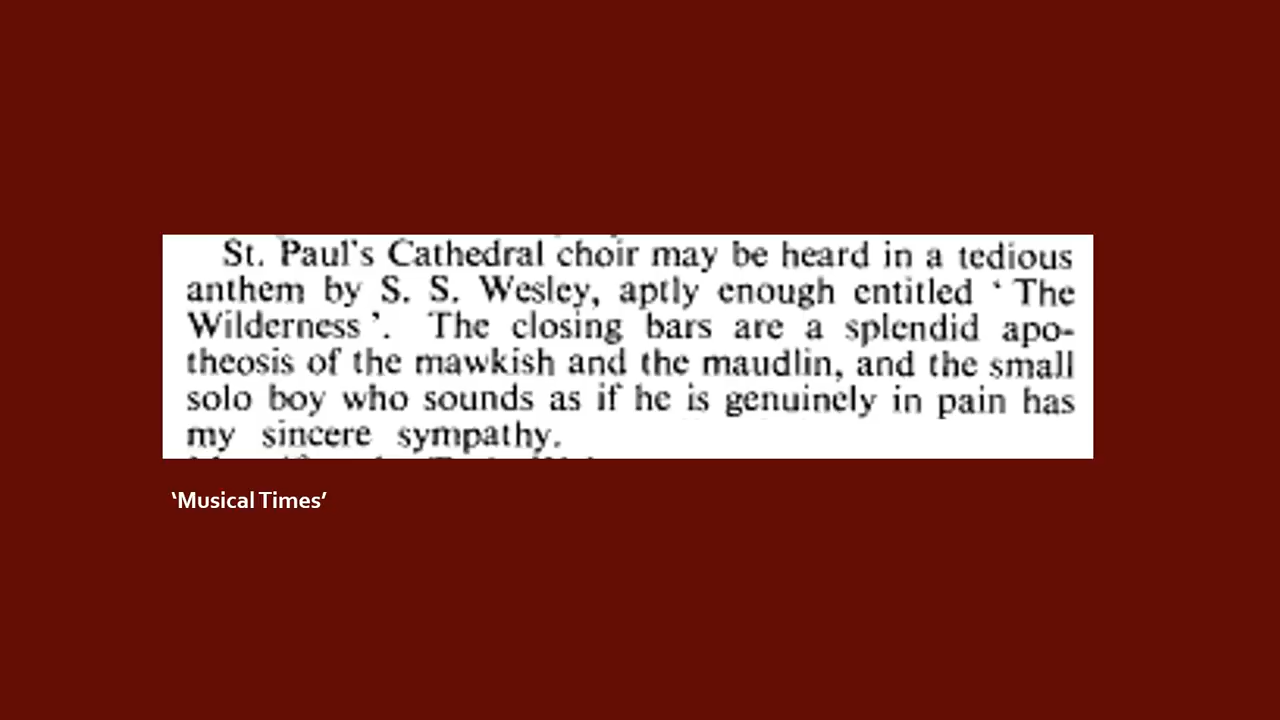 St. Paul's Cathedral choir may be heard in a tedious
anthem by S. S. Wesley, aptly enough entitled ‘ The
Wilderness ’. The closing bars are a splendid apo-
theosis of the mawkish and the maudlin, and the small
solo boy who sounds as if he is genuinely in pain has
my sincere sympathy.
‘Musical Times’